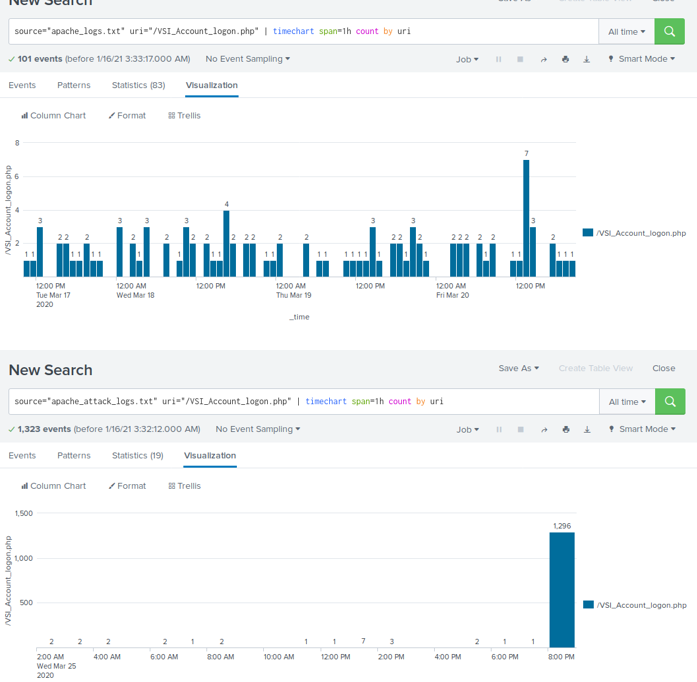 New Search
Save As Create Table View Close
source="apache_logs.txt" uri="/VSI_Account_logon.php" | timechart span=1h count by uri
All time
101 events (before 1/16/21 3:33:17.000 AM) No Event Sampling
Job Smart Mode
Events Patterns Statistics (83) Visualization
Column Chart Format Trellis
/VSI_Account_logon.php
8
6
4
2
1 1 3 2 2 1 1 2 1 1 3 2 1 3 2 1 3 2 2 1 1 4 2 2 2 1 1 2 2 1 1 1 1 1 1 3 1 2 2 1 3 2 1 2 2 2 2 1 2 1 1 7 3 2 1 1 1
12:00 PM 12:00 AM 12:00 PM 12:00 AM 12:00 PM 12:00 AM 12:00 PM
Tue Mar 17 Wed Mar 18 Thu Mar 19 Fri Mar 20
2020
_time
/VSI_Account_logon.php
New Search
Save As Create Table View Close
source="apache_attack_logs.txt" uri="/VSI_Account_logon.php" | timechart span=1h count by uri
All time
1,323 events (before 1/16/21 3:32:12.000 AM) No Event Sampling
Job Smart Mode
Events Patterns Statistics (19) Visualization
Column Chart Format Trellis
/VSI_Account_logon.php
1,500
1,000
500
2 2 2 2 1 2 1 1 7 3 2 1 1 1,296
2:00 AM 4:00 AM 6:00 AM 8:00 AM 10:00 AM 12:00 PM 2:00 PM 4:00 PM 6:00 PM 8:00 PM
Wed Mar 25
2020
/VSI_Account_logon.php